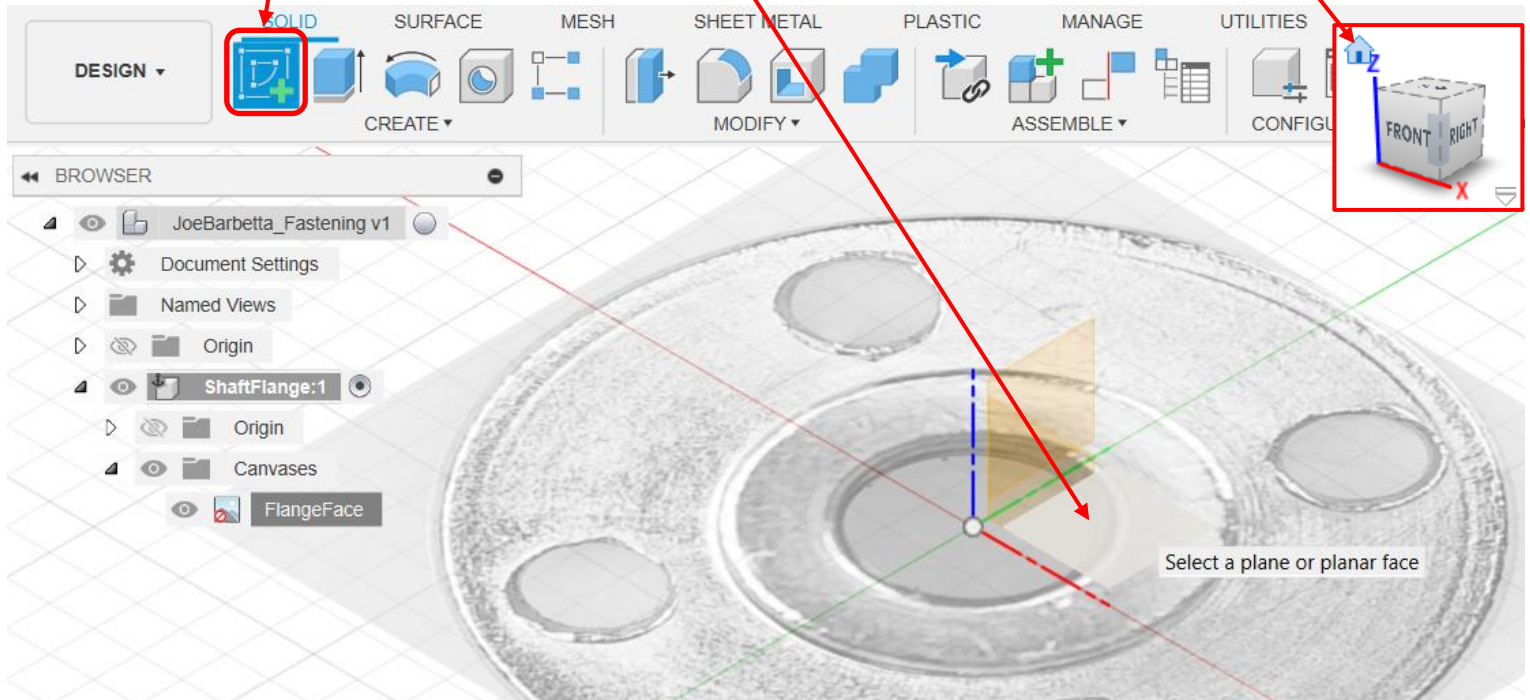 SOLID SURFACE MESH SHEET METAL PLASTIC MANAGE UTILITIES
DESIGN ▾
CREATE ▾ MODIFY ▾ ASSEMBLE ▾ CONFIGU
Z
FRONT RIGHT
X
BROWSER
JoeBarbetta_Fastening v1
Document Settings
Named Views
Origin
ShaftFlange:1
Origin
Canvases
FlangeFace
Select a plane or planar face